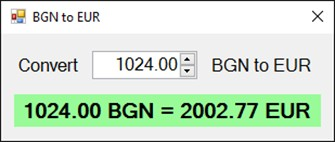 BGN to EUR
Convert 1024.00 BGN to EUR
1024.00 BGN = 2002.77 EUR